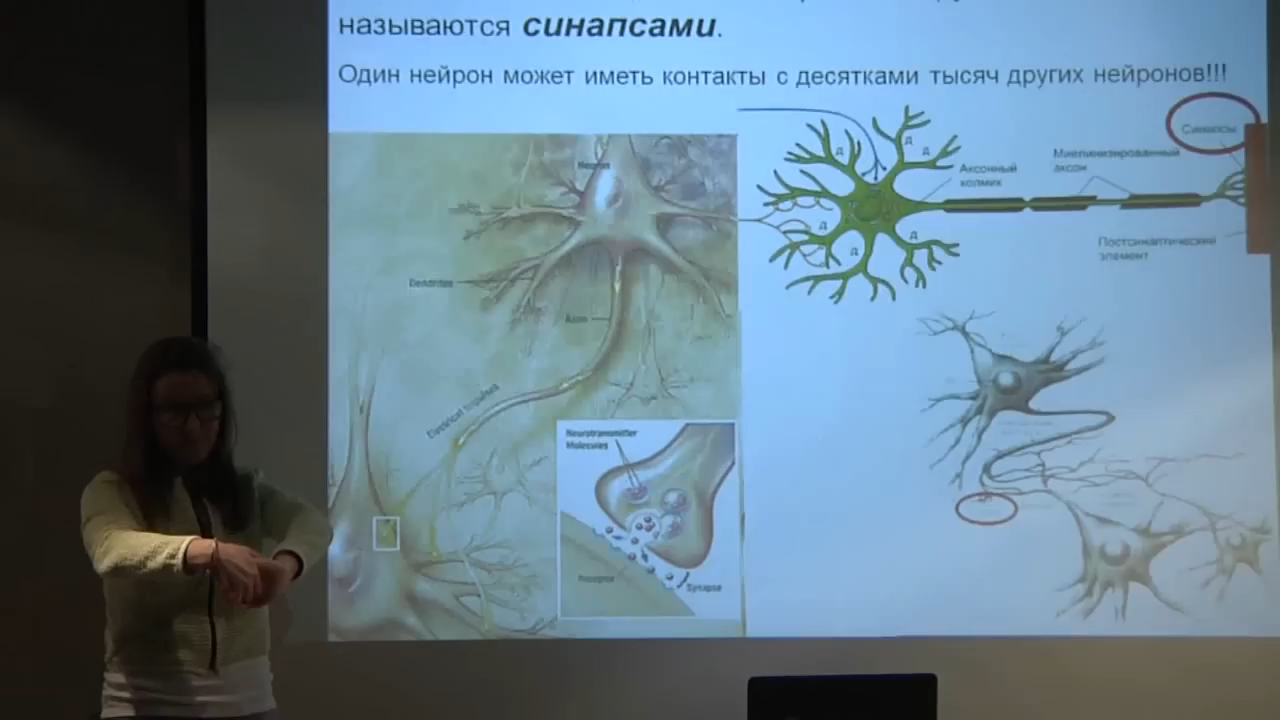 называются синапсами.
Один нейрон может иметь контакты с десятками тысяч других нейронов!!!
Синапсы
Миелинизированный
аксон
Аксонный
холмик
Постсинаптический
элемент
д
д
д
д
д
д
Neuron
Dendrites
Axon
Electrical Impulses
Neurotransmitter
Molecules
Receptor
Synapse